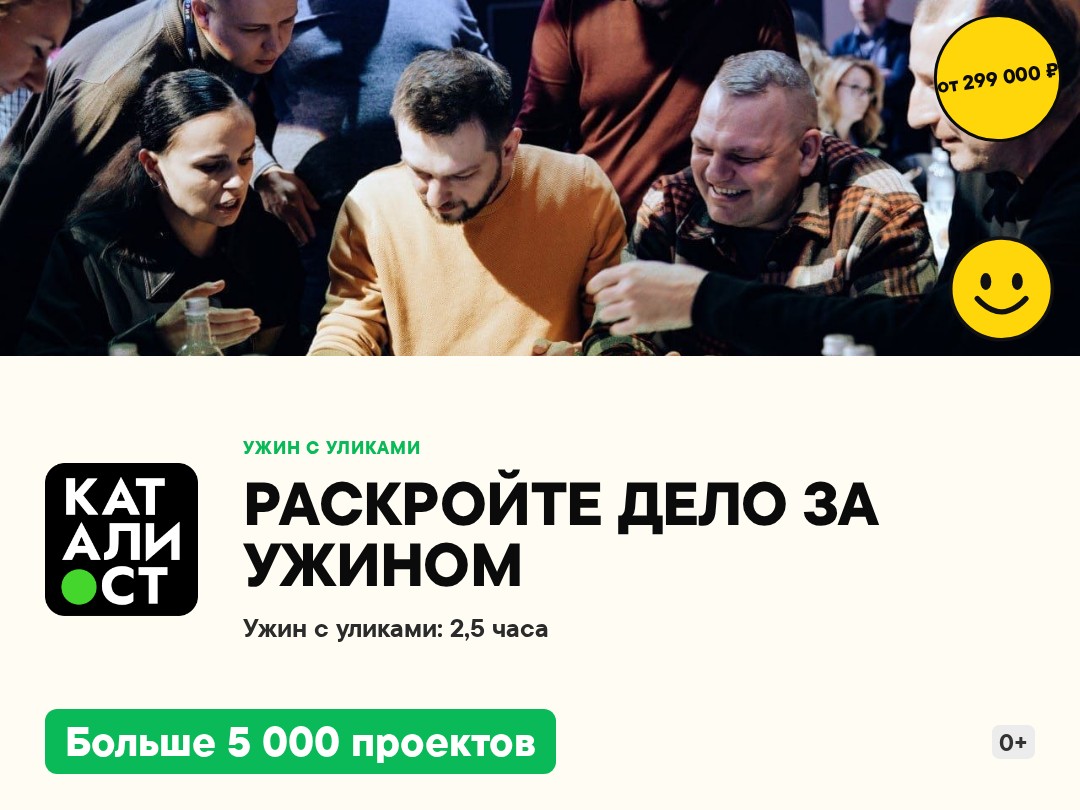 от 299 000 ₽
УЖИН С УЛИКАМИ
КАТ
АЛИ
СТ
РАСКРОЙТЕ ДЕЛО ЗА
УЖИНОМ
Ужин с уликами: 2,5 часа
Больше 5 000 проектов
0+